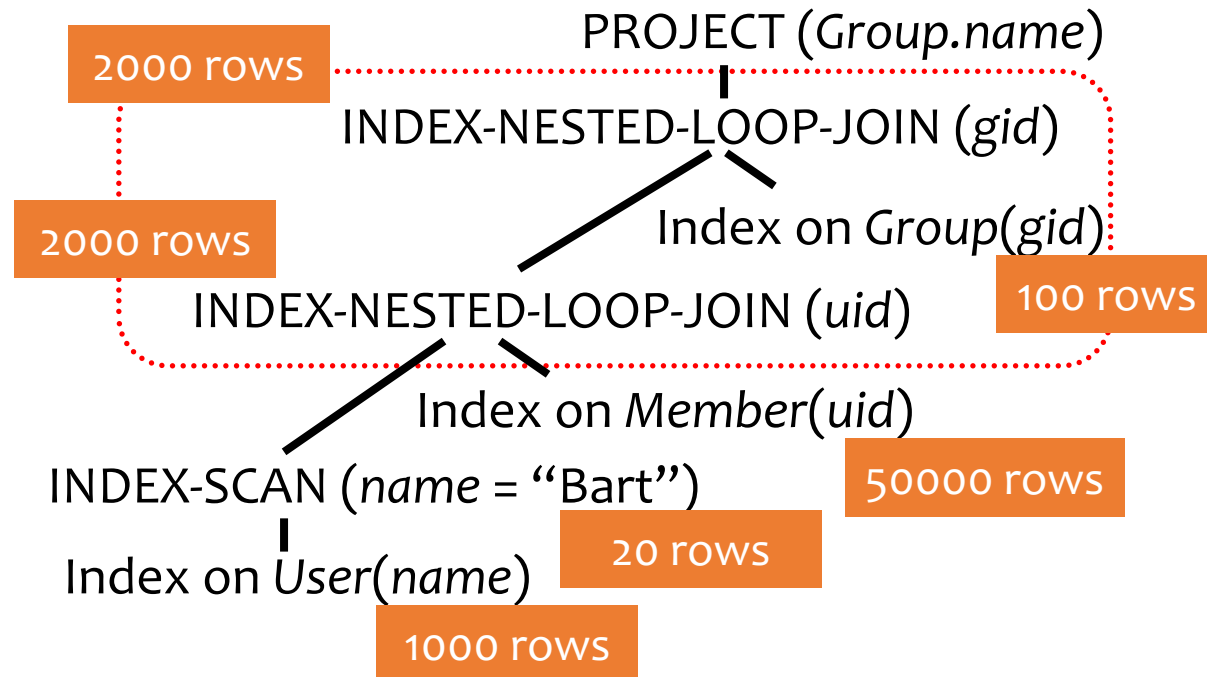 PROJECT (Group.name)
2000 rows
INDEX-NESTED-LOOP-JOIN (gid)
2000 rows
Index on Group(gid)
100 rows
INDEX-NESTED-LOOP-JOIN (uid)
Index on Member(uid)
50000 rows
INDEX-SCAN (name = “Bart”)
20 rows
Index on User(name)
1000 rows